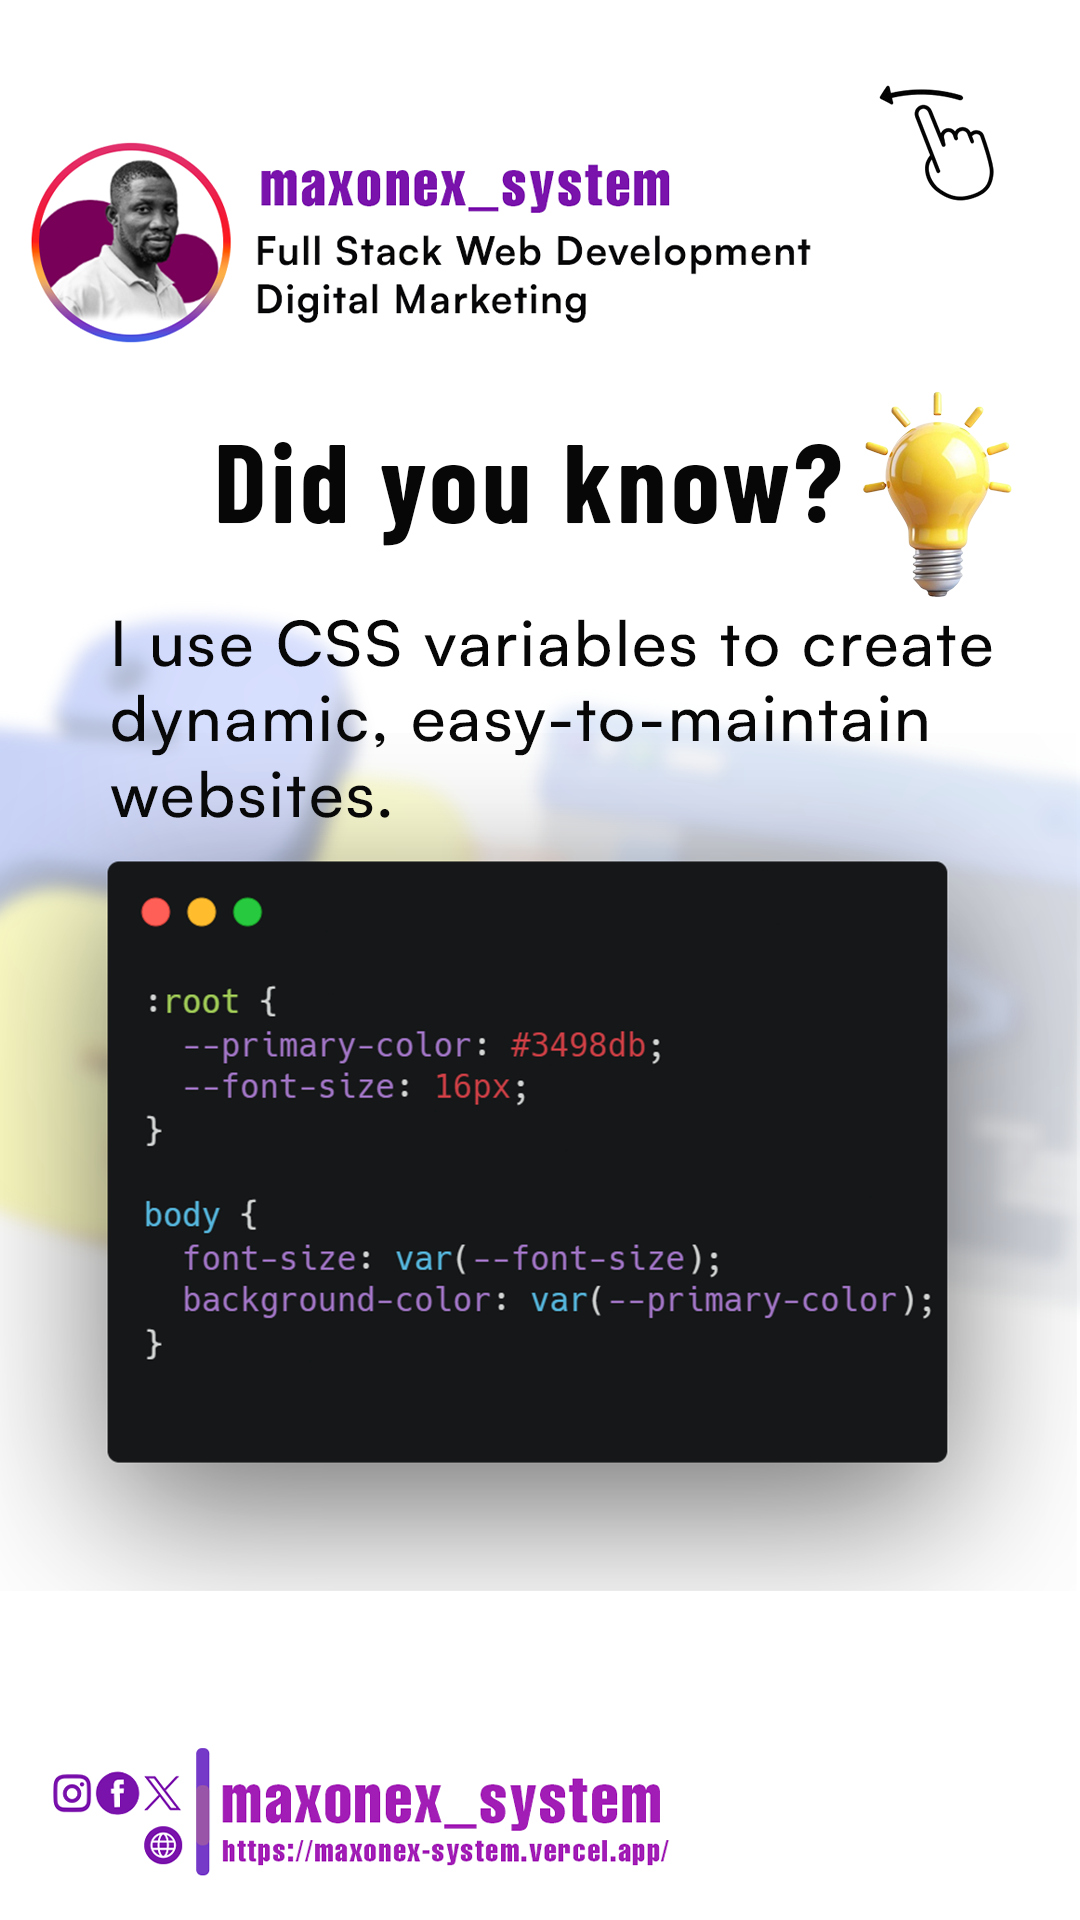 maxonex_system
Full Stack Web Development
Digital Marketing
Did you know?
I use CSS variables to create
dynamic, easy-to-maintain
websites.
:root {
  --primary-color: #3498db;
  --font-size: 16px;
}
body {
  font-size: var(--font-size);
  background-color: var(--primary-color);
}
maxonex_system
https://maxonex-system.vercel.app/